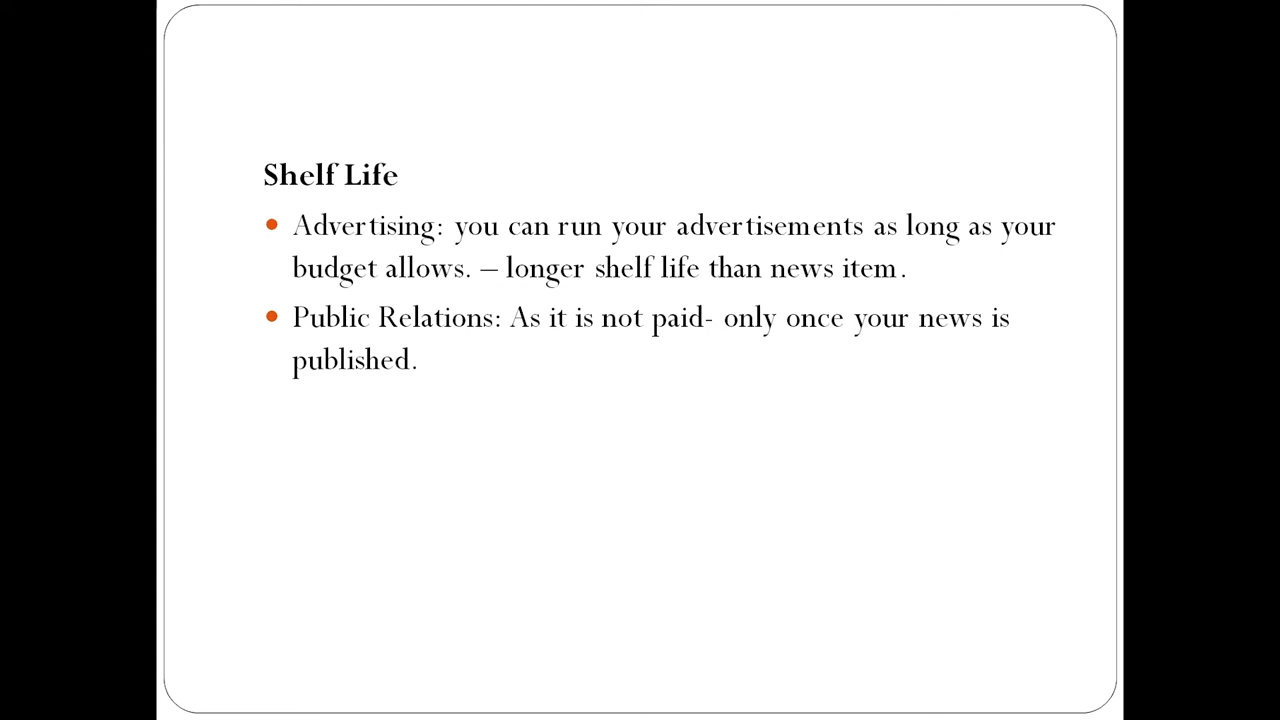 Shelf Life
• Advertising: you can run your advertisements as long as your
budget allows. – longer shelf life than news item.
• Public Relations: As it is not paid- only once your news is
published.